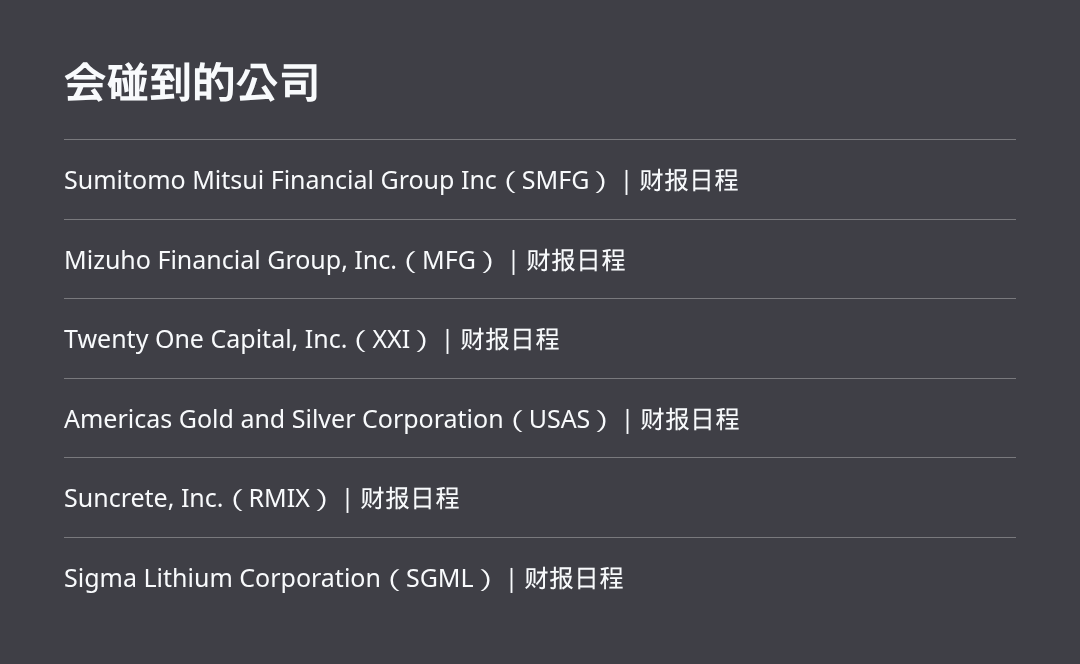 会碰到的公司
Sumitomo Mitsui Financial Group Inc（SMFG）｜财报日程
Mizuho Financial Group, Inc.（MFG）｜财报日程
Twenty One Capital, Inc.（XXI）｜财报日程
Americas Gold and Silver Corporation（USAS）｜财报日程
Suncrete, Inc.（RMIX）｜财报日程
Sigma Lithium Corporation（SGML）｜财报日程